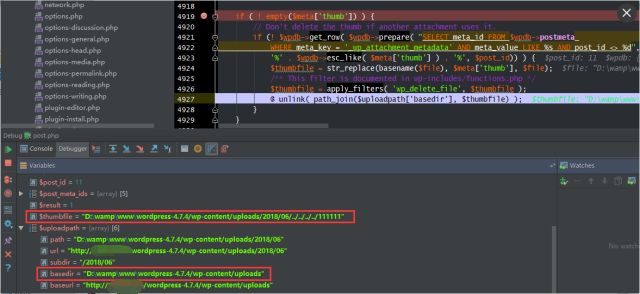 network.php
options.php
options-discussion.php
options-general.php
options-head.php
options-media.php
options-permalink.php
options-reading.php
options-writing.php
plugin-editor.php
plugin-install.php
4918
4919 if ( ! empty($meta['thumb']) ) {
4920 // Don't delete the thumb if another attachment uses it.
4921 if (! $wpdb->get_row( $wpdb->prepare( "SELECT meta_id FROM $wpdb->postmeta
4922 WHERE meta_key = '_wp_attachment_metadata' AND meta_value LIKE %s AND post_id <> %d",
4923 '%' . $wpdb->esc_like( $meta['thumb'] ) . '%', $post_id)) ) { $post_id: 11 $wpdb: {
4924 $thumbfile = str_replace(basename($file), $meta['thumb'], $file); $file: "D:\wamp\www
4925 /** This filter is documented in wp-includes/functions.php */
4926 $thumbfile = apply_filters( 'wp_delete_file', $thumbfile );
4927 @ unlink( path_join($uploadpath['basedir'], $thumbfile) ); $thumbfile: "D:\wamp\
4928 }
4929 }
Debug post.php
Console Debugger
Variables
Watches
$post_id = 11
$post_meta_ids = {array} [5]
$result = 1
$thumbfile = "D:\wamp\www\wordpress-4.7.4/wp-content/uploads/2018/06/../../../../111111"
$uploadpath = {array} [6]
path = "D:\wamp\www\wordpress-4.7.4/wp-content/uploads/2018/06"
url = "http:/ wordpress-4.7.4/wp-content/uploads/2018/06"
subdir = "/2018/06"
basedir = "D:\wamp\www\wordpress-4.7.4/wp-content/uploads"
baseurl = "http:/ /wordpress-4.7.4/wp-content/uploads"
No watches